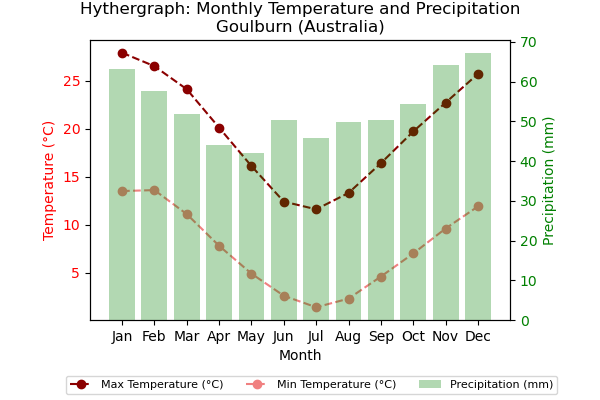 Hythergraph: Monthly Temperature and Precipitation
Goulburn (Australia)
Temperature (°C)
25
20
15
10
5
Precipitation (mm)
70
60
50
40
30
20
10
0
Jan Feb Mar Apr May Jun Jul Aug Sep Oct Nov Dec
Month
Max Temperature (°C) Min Temperature (°C) Precipitation (mm)